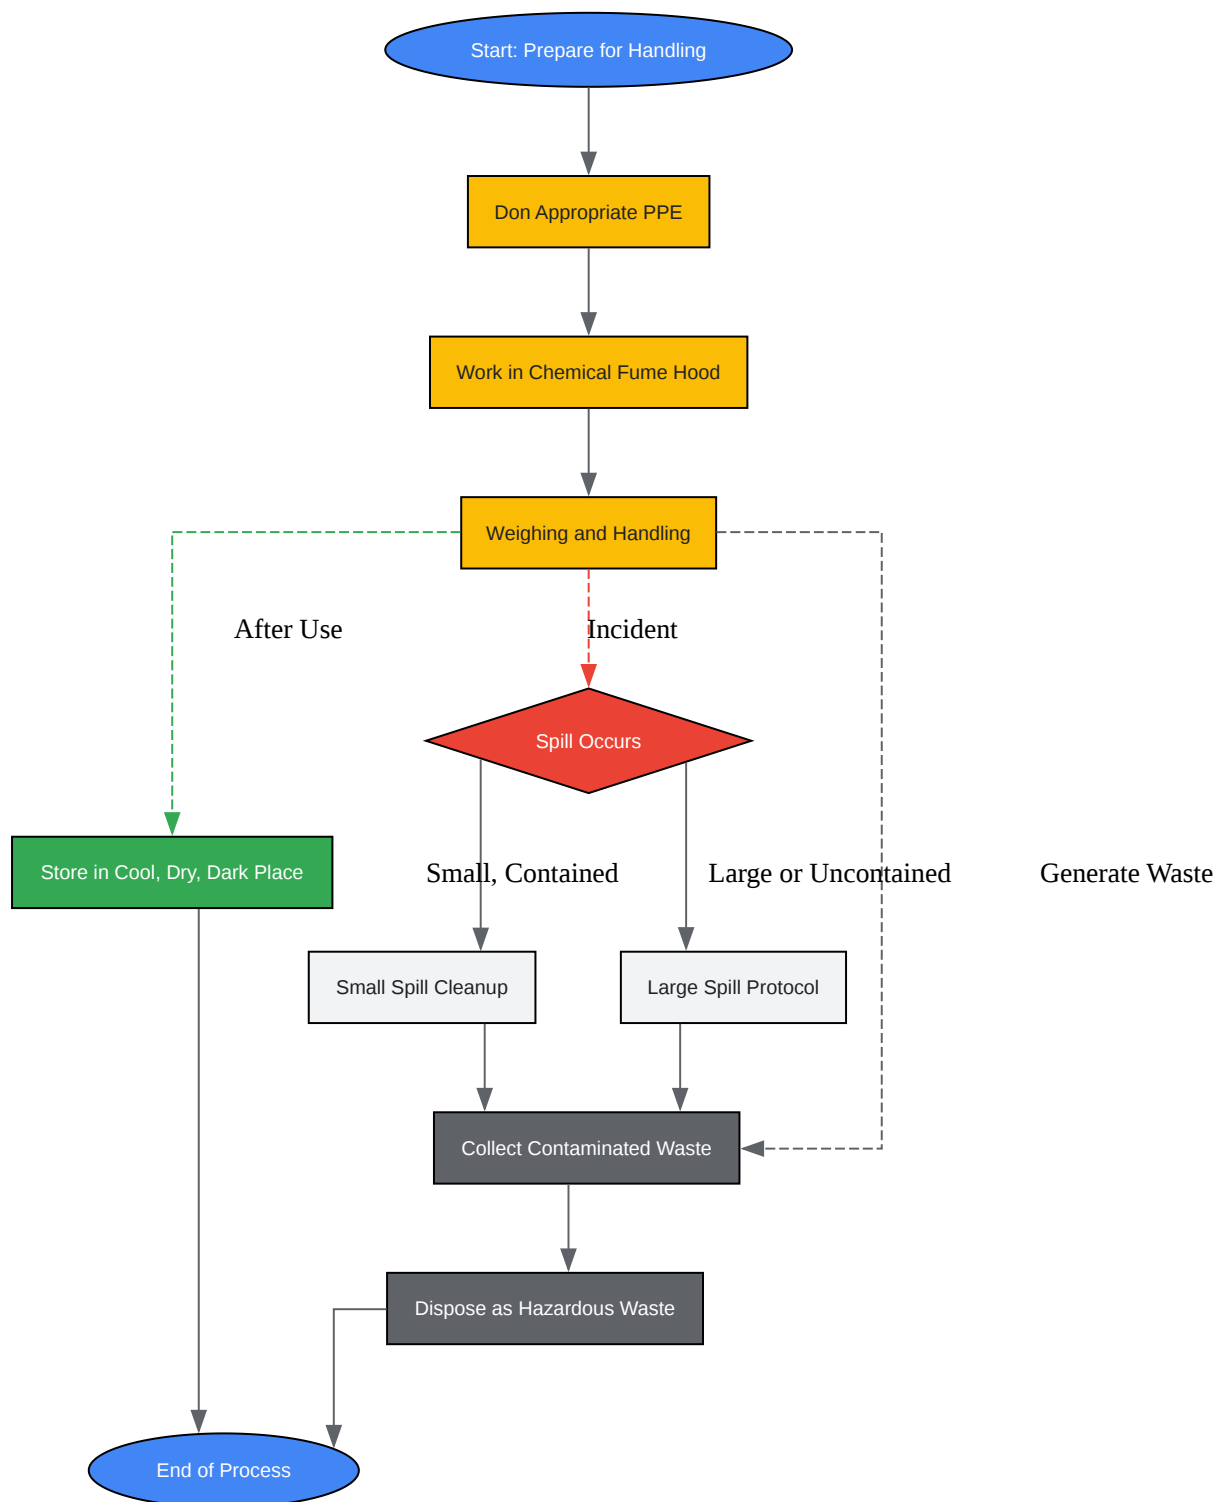 Start: Prepare for Handling
Don Appropriate PPE
Work in Chemical Fume Hood
Weighing and Handling
After Use
Incident
Spill Occurs
Store in Cool, Dry, Dark Place
Small, Contained
Large or Uncontained
Generate Waste
Small Spill Cleanup
Large Spill Protocol
Collect Contaminated Waste
Dispose as Hazardous Waste
End of Process